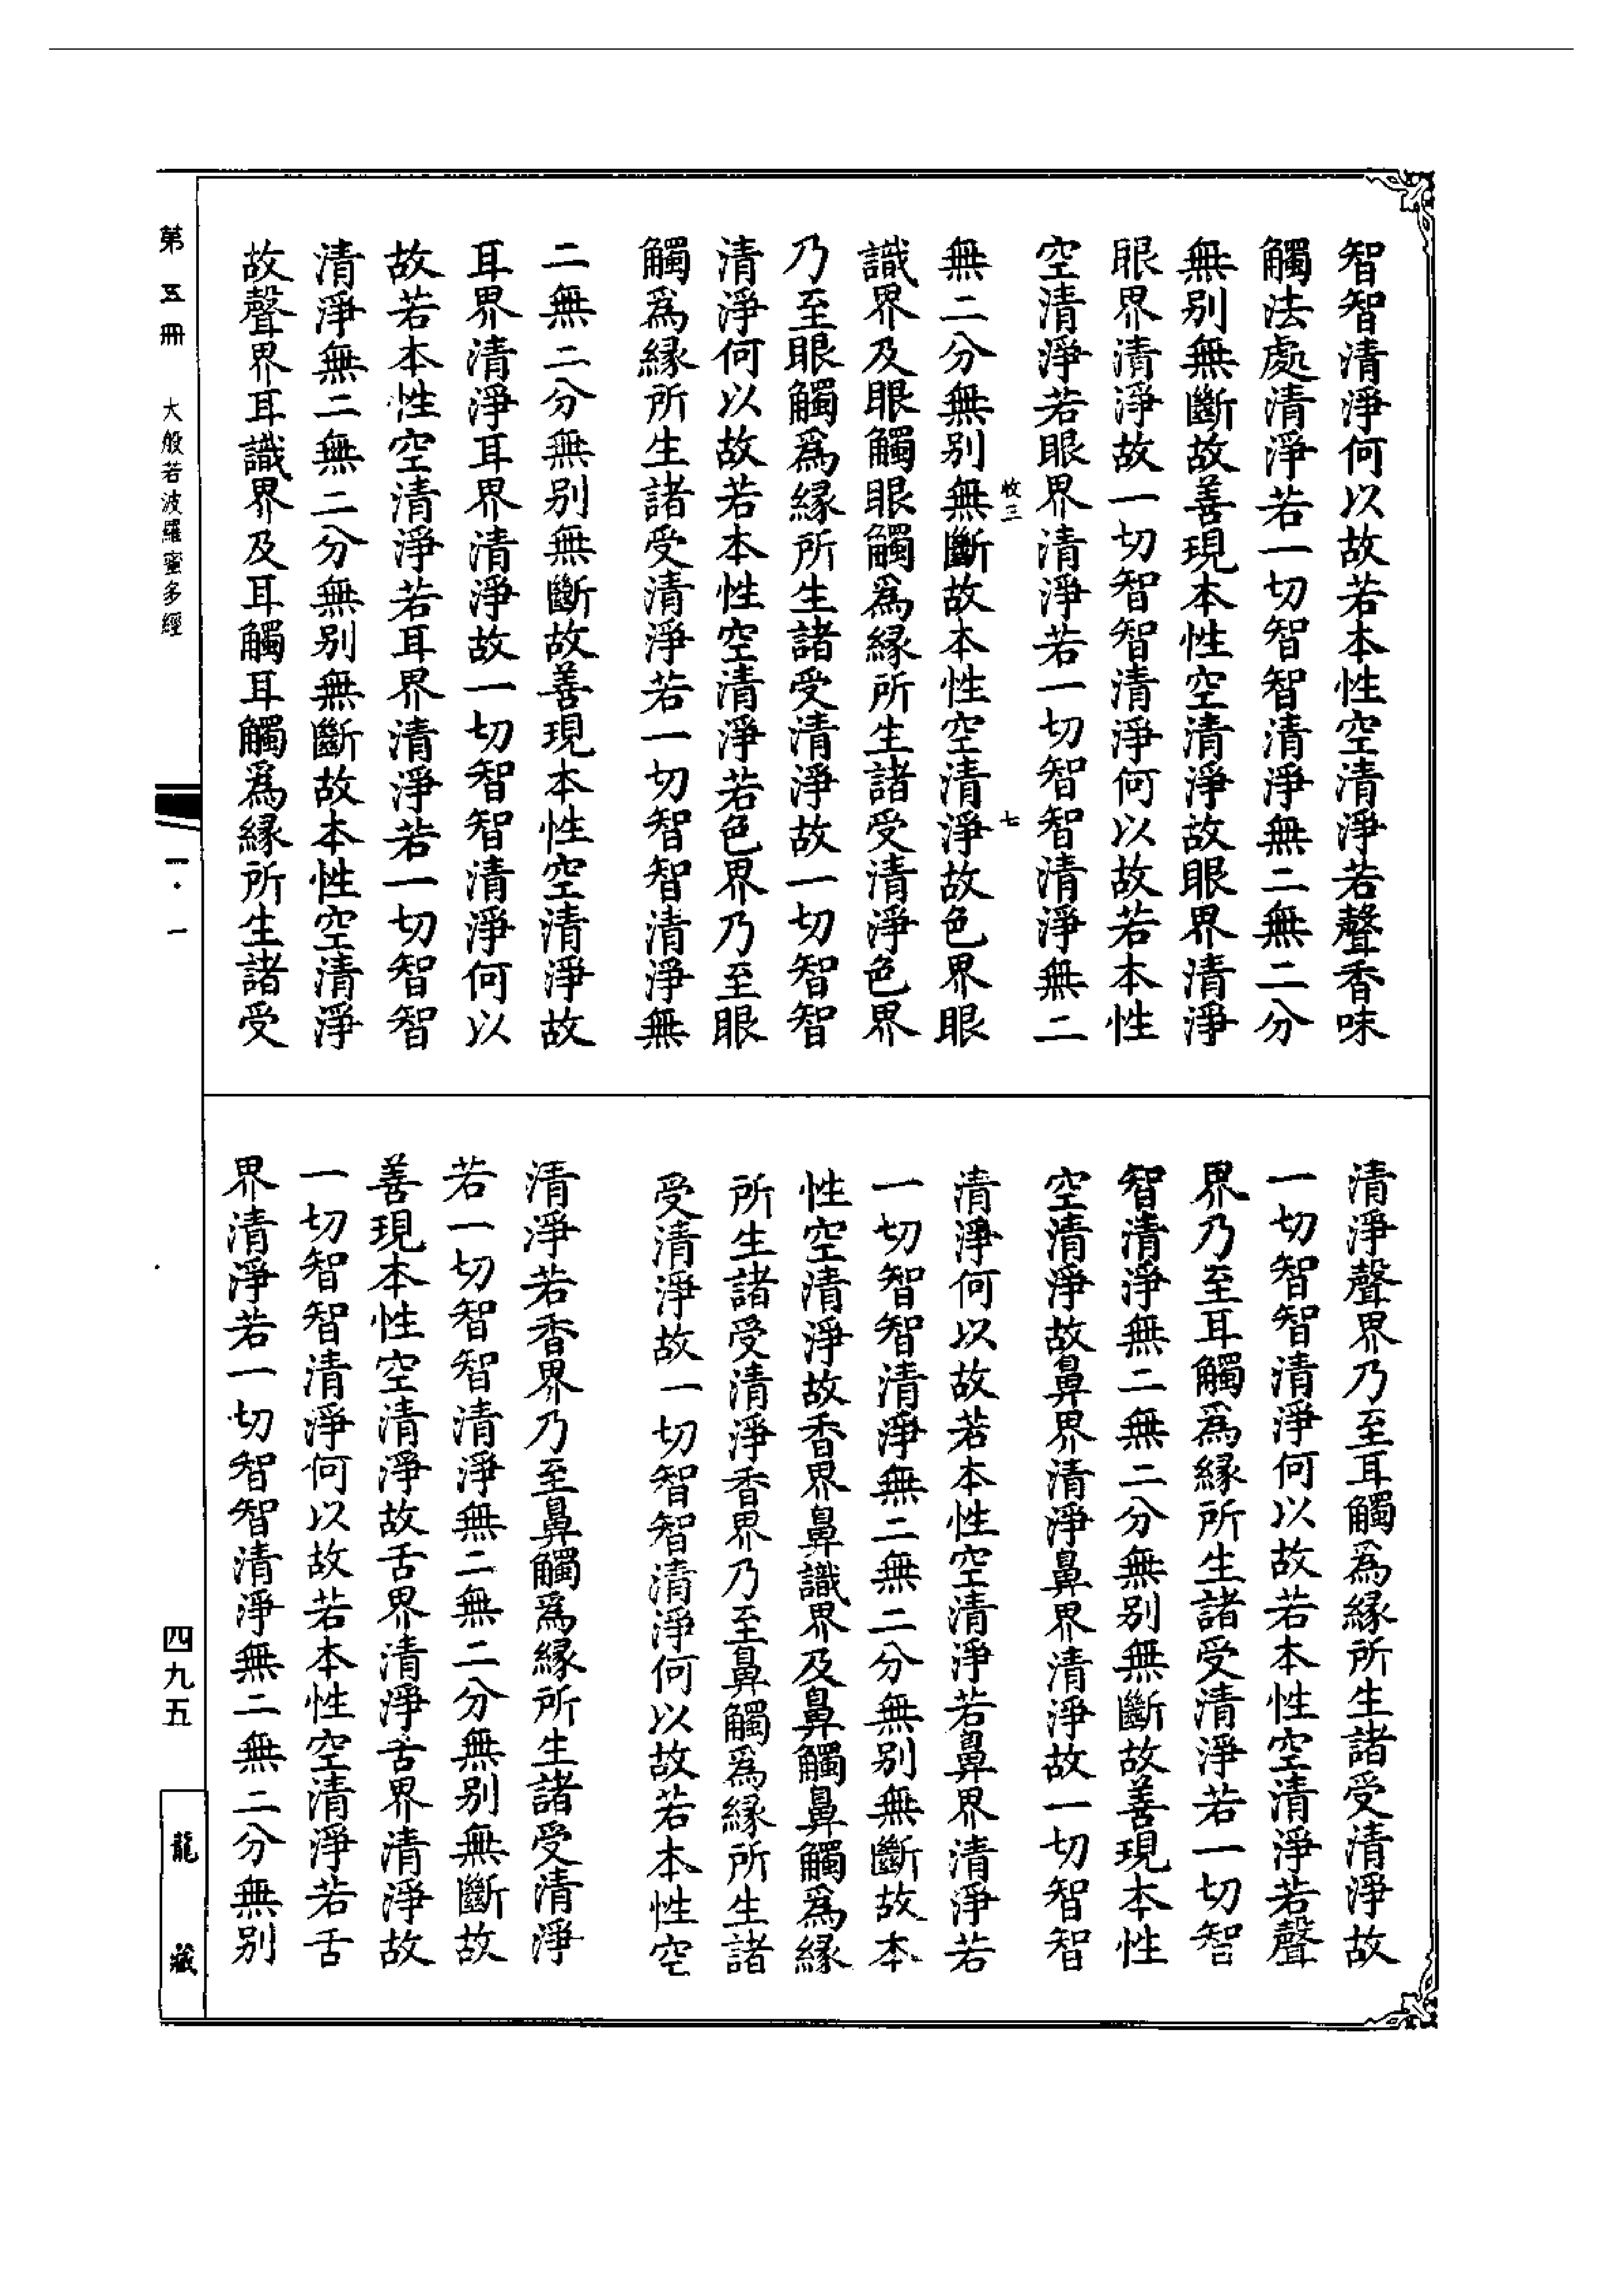 智智清淨何以故若本性空清淨若聲香味
觸法處清淨若一切智智清淨無二無二分
無別無斷故善現本性空清淨故眼界清淨
眼界清淨故一切智智清淨何以故若本性
空清淨若眼界清淨若一切智智清淨無二
收三 七
無二分無別無斷故本性空清淨故色界眼
識界及眼觸眼觸爲緣所生諸受清淨色界
乃至眼觸爲緣所生諸受清淨故一切智智
清淨何以故若本性空清淨若色界乃至眼
觸爲緣所生諸受清淨若一切智智清淨無
二無二分無別無斷故善現本性空清淨故
耳界清淨耳界清淨故一切智智清淨何以
故若本性空清淨若耳界清淨若一切智智
清淨無二無二分無別無斷故本性空清淨
故聲界耳識界及耳觸耳觸爲緣所生諸受
清淨聲界乃至耳觸爲緣所生諸受清淨故
一切智智清淨何以故若本性空清淨若聲
界乃至耳觸爲緣所生諸受清淨若一切智
智清淨無二無二分無別無斷故善現本性
空清淨故鼻界清淨鼻界清淨故一切智智
清淨何以故若本性空清淨若鼻界清淨若
一切智智清淨無二無二分無別無斷故本
性空清淨故香界鼻識界及鼻觸鼻觸爲緣
所生諸受清淨香界乃至鼻觸爲緣所生諸
受清淨故一切智智清淨何以故若本性空
清淨若香界乃至鼻觸爲緣所生諸受清淨
若一切智智清淨無二無二分無別無斷故
善現本性空清淨故舌界清淨舌界清淨故
一切智智清淨何以故若本性空清淨若舌
界清淨若一切智智清淨無二無二分無別
第五冊 大般若波羅蜜多經 一·一 四九五 龍藏